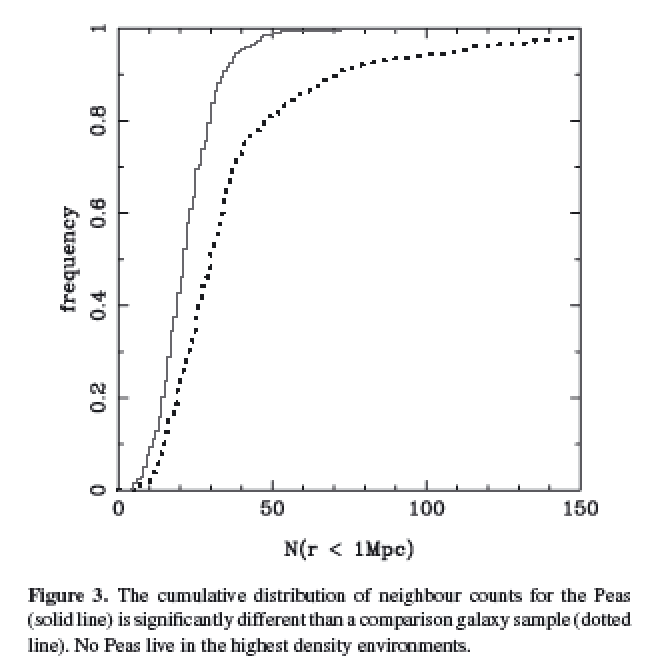 1
0.8
0.6
0.4
0.2
0
frequency
0 50 100 150
N(r < 1Mpc)
Figure 3. The cumulative distribution of neighbour counts for the Peas
(solid line) is significantly different than a comparison galaxy sample (dotted
line). No Peas live in the highest density environments.